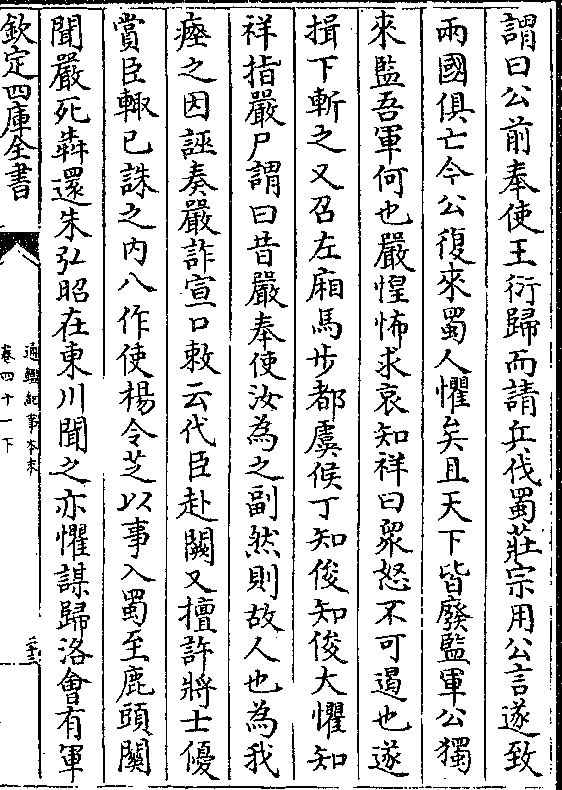 謂曰公前奉使王衍歸而請兵伐蜀莊宗用公言遂致
兩國俱亡今公復來蜀人懼矣且天下皆廢監軍公獨
來監吾軍何也嚴惶怖求哀知祥曰衆怒不可遏也遂
揖下斬之又召左廂馬步都虞候丁知俊知俊大懼知
祥指嚴尸謂曰昔嚴奉使汝為之副然則故人也為我
瘞之因誣奏嚴詐宣口敕云代臣赴闕又擅許將士優
賞臣輙已誅之内八作使楊令芝以事入蜀至鹿頭關
聞嚴死犇還朱弘昭在東川聞之亦懼謀歸洛會有軍
欽定四庫全書
通鑑紀事本末
卷四十一下